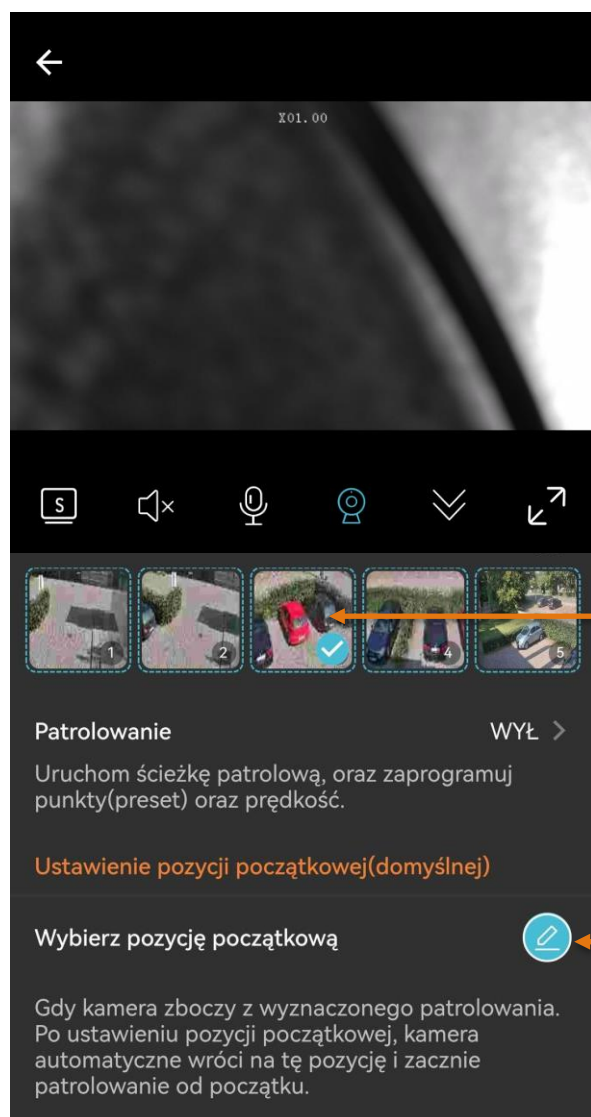 X01.00
S
1
2
4
5
Patrolowanie WYŁ
Uruchom ścieżkę patrolową, oraz zaprogramuj
punkty(preset) oraz prędkość.
Ustawienie pozycji początkowej(domyślnej)
Wybierz pozycję początkową
Gdy kamera zboczy z wyznaczonego patrolowania.
Po ustawieniu pozycji początkowej, kamera
automatyczne wróci na tę pozycję i zacznie
patrolowanie od początku.